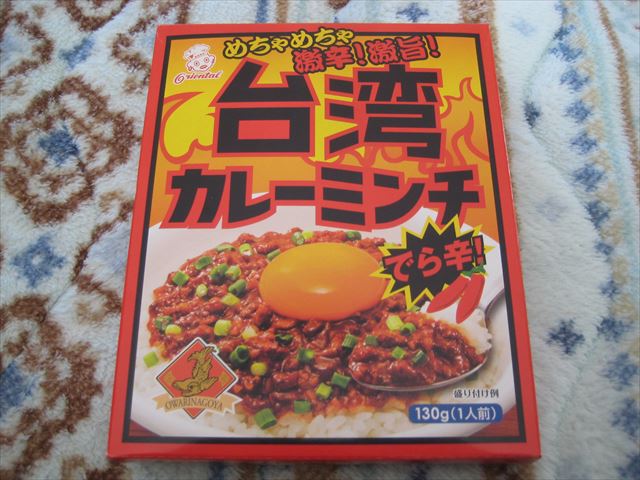 Oriental
めちゃめちゃ
激辛！激旨！
台湾
カレーミンチ
でら辛！
OWARINAGOYA
盛り付け例
130g(1人前)